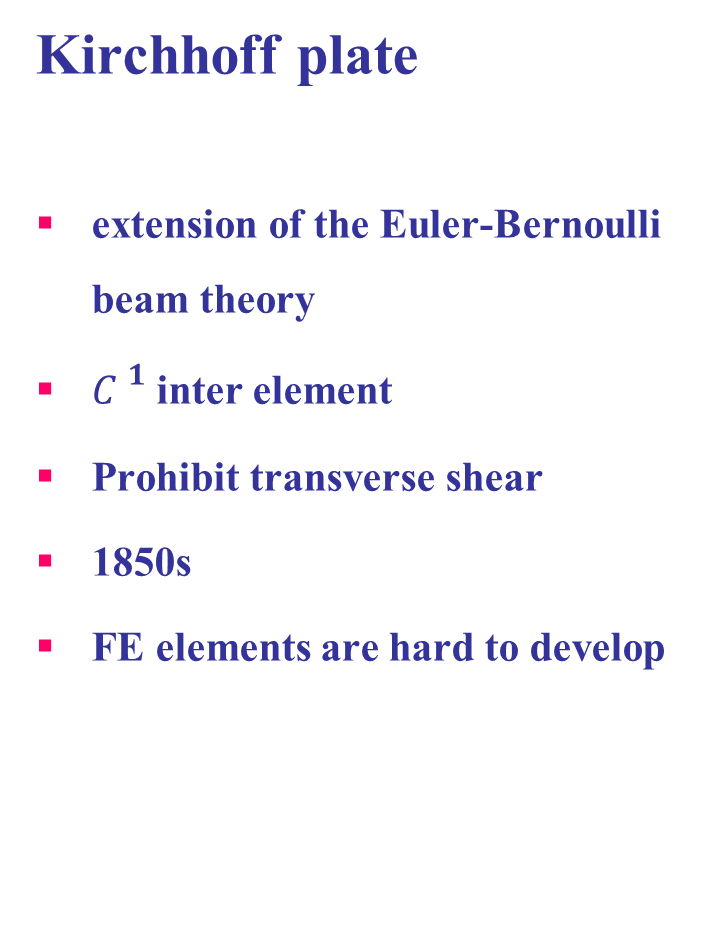 Kirchhoff plate
▪ extension of the Euler-Bernoulli
beam theory
▪ C¹ inter element
▪ Prohibit transverse shear
▪ 1850s
▪ FE elements are hard to develop